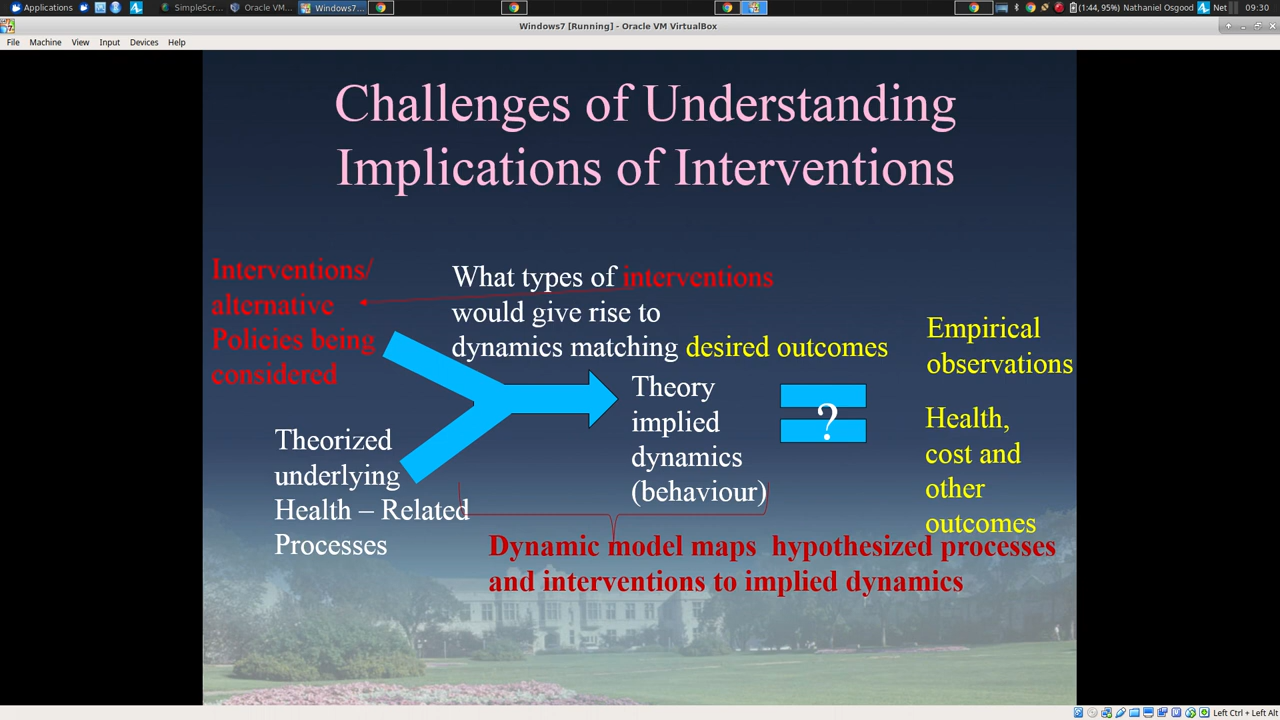 Applications
SimpleScr...
Oracle VM...
Windows7...
(1:44, 95%) Nathaniel Osgood
Net
09:30
Windows7 [Running] - Oracle VM VirtualBox
File Machine View Input Devices Help
Challenges of Understanding
Implications of Interventions
Interventions/
alternative
Policies being
considered
What types of interventions
would give rise to
dynamics matching desired outcomes
Empirical
observations
Theory
implied
dynamics
(behaviour)
?
Health,
cost and
other
outcomes
Theorized
underlying
Health – Related
Processes
Dynamic model maps hypothesized processes
and interventions to implied dynamics
Left Ctrl + Left Alt